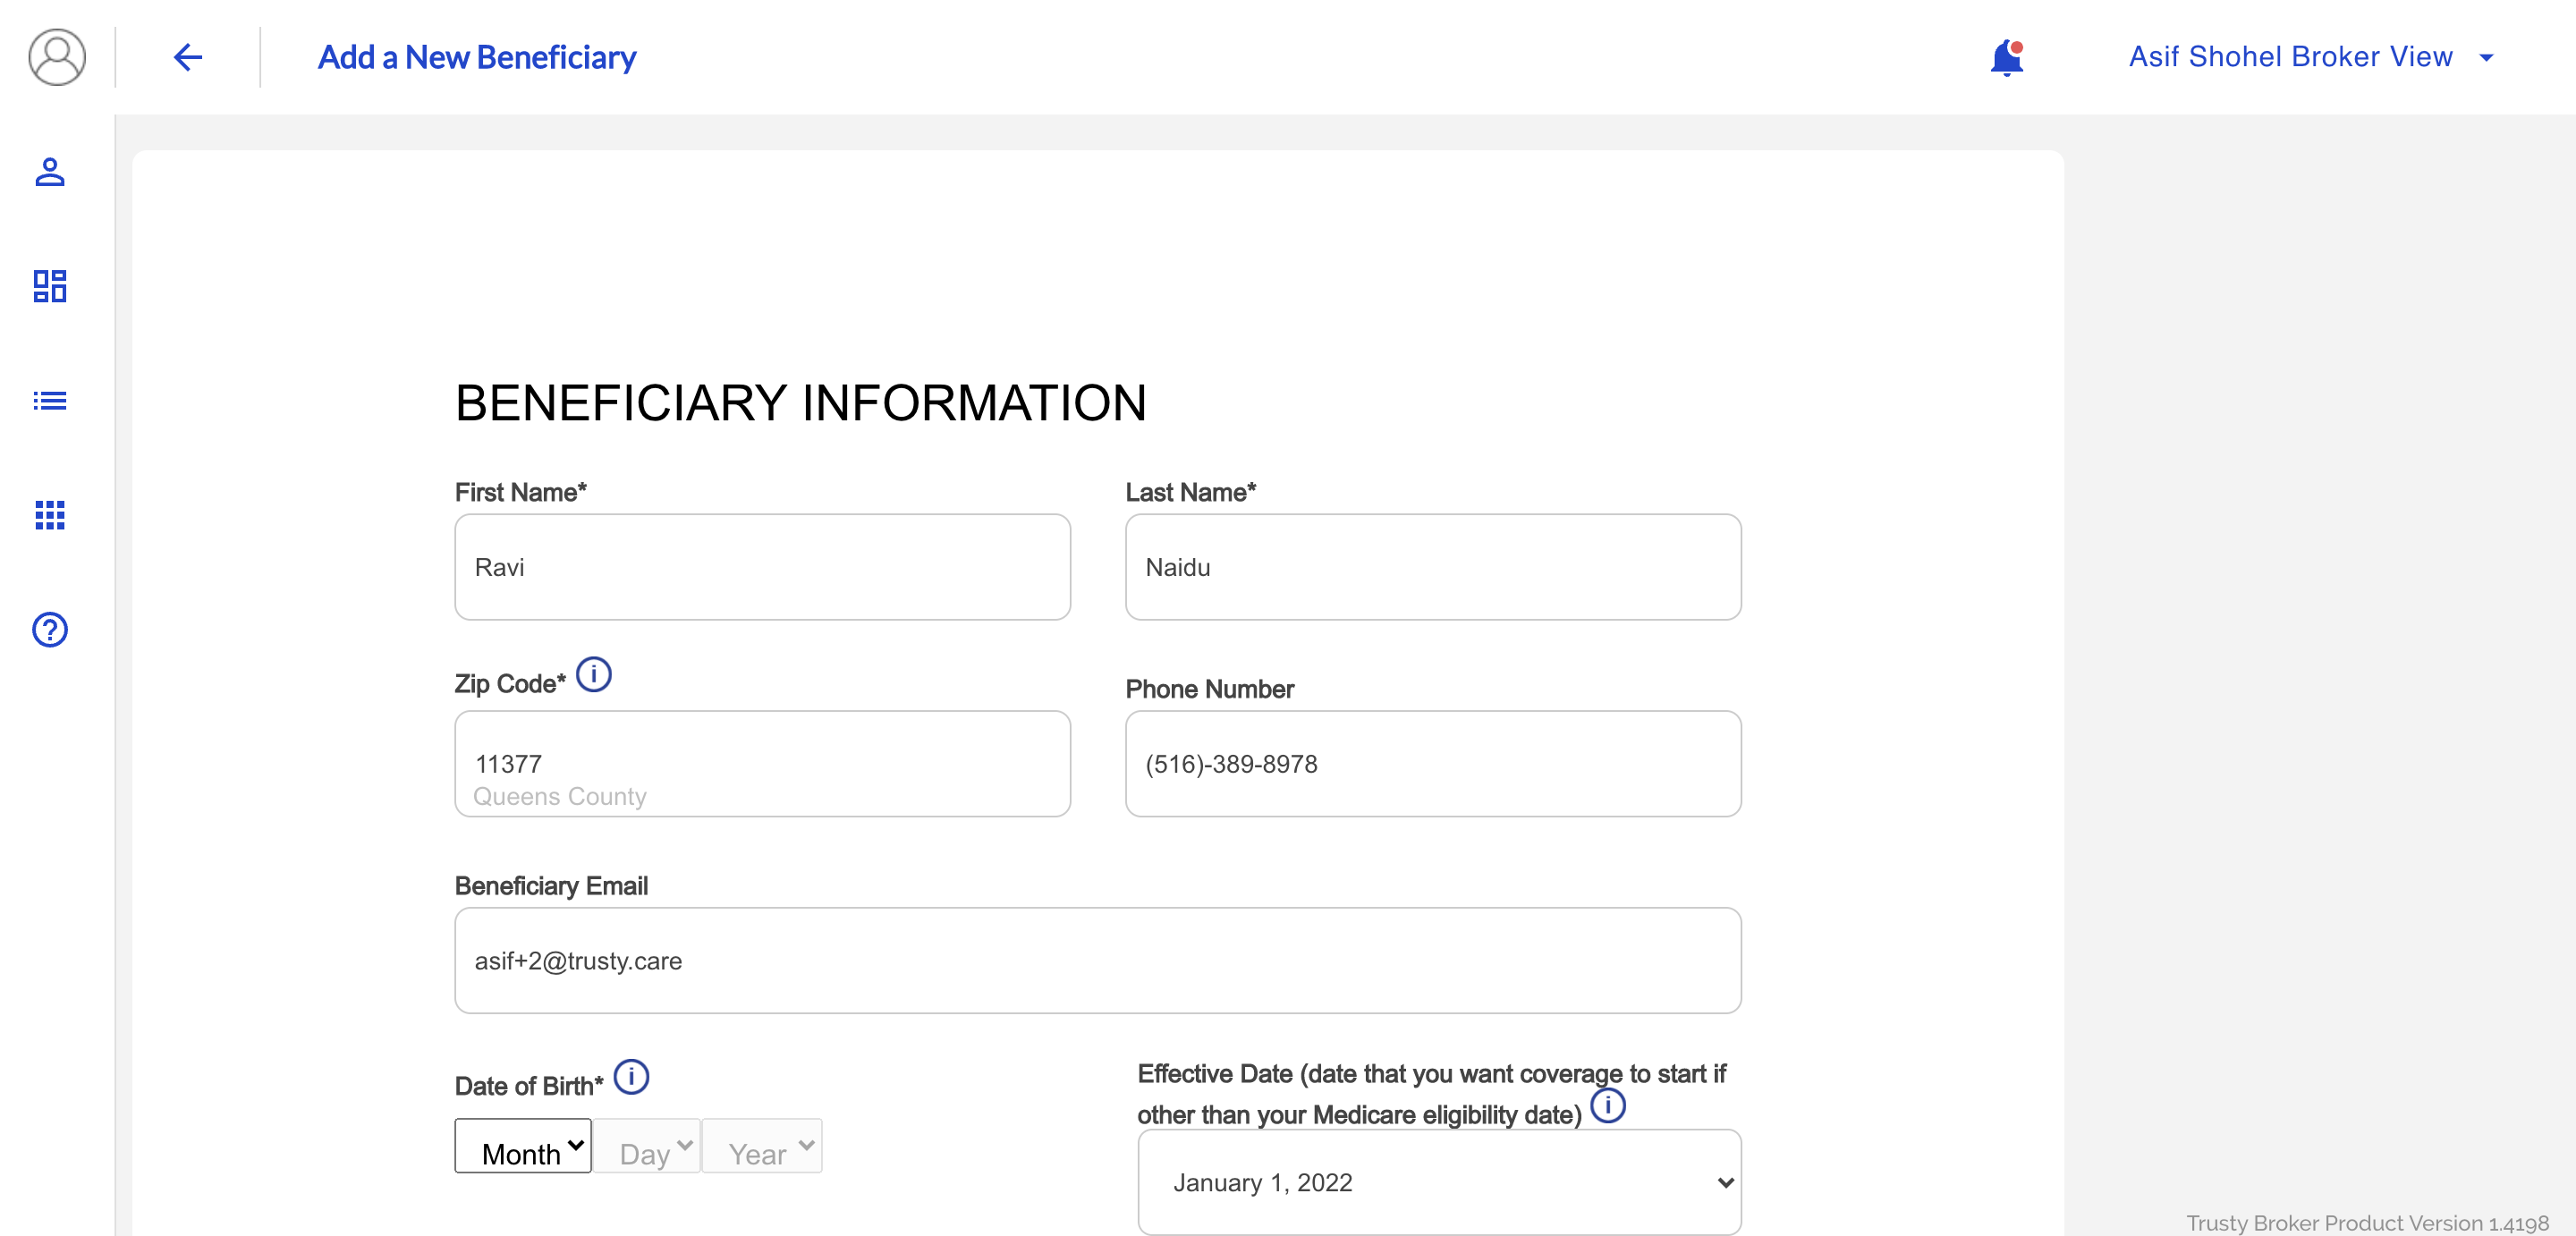 Add a New Beneficiary
Asif Shohel Broker View
BENEFICIARY INFORMATION
First Name*
Last Name*
Ravi
Naidu
Zip Code*
Phone Number
11377
Queens County
(516)-389-8978
Beneficiary Email
asif+2@trusty.care
Date of Birth*
Effective Date (date that you want coverage to start if
other than your Medicare eligibility date)
Month
Day
Year
January 1, 2022
Trusty Broker Product Version 1.4198